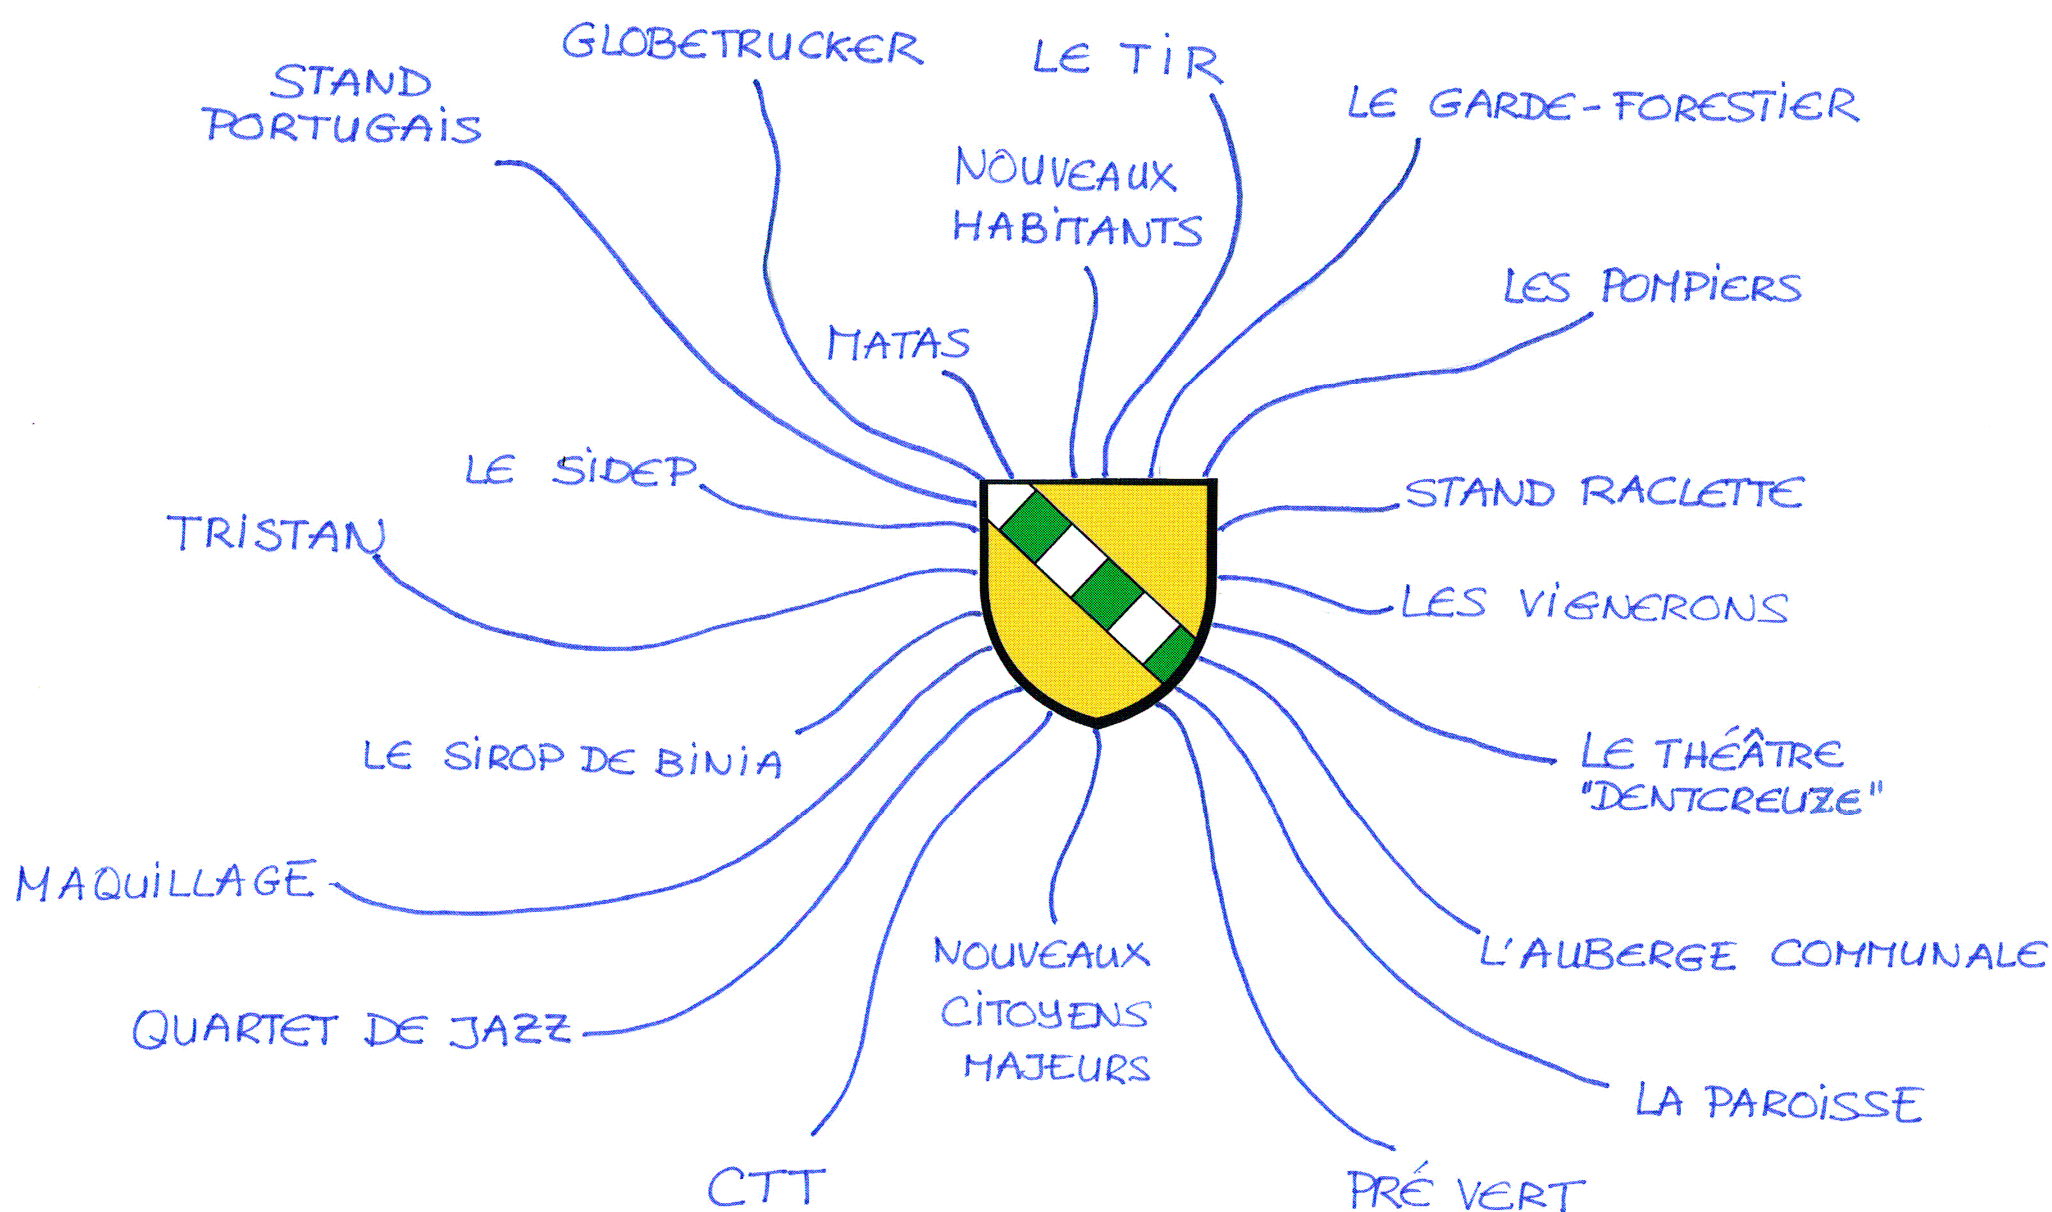 GLOBETRUCKER
LE TIR
STAND
PORTUGAIS
LE GARDE-FORESTIER
NOUVEAUX
HABITANTS
LES POMPIERS
MATAS
LE SIDEP
STAND RACLETTE
TRISTAN
LES VIGNERONS
LE SIROP DE BINIA
LE THÉÂTRE
"DENTCREUZE"
MAQUILLAGE
L'AUBERGE COMMUNALE
NOUVEAUX
CITOYENS
MAJEURS
QUARTET DE JAZZ
LA PAROISSE
CTT
PRÉ VERT